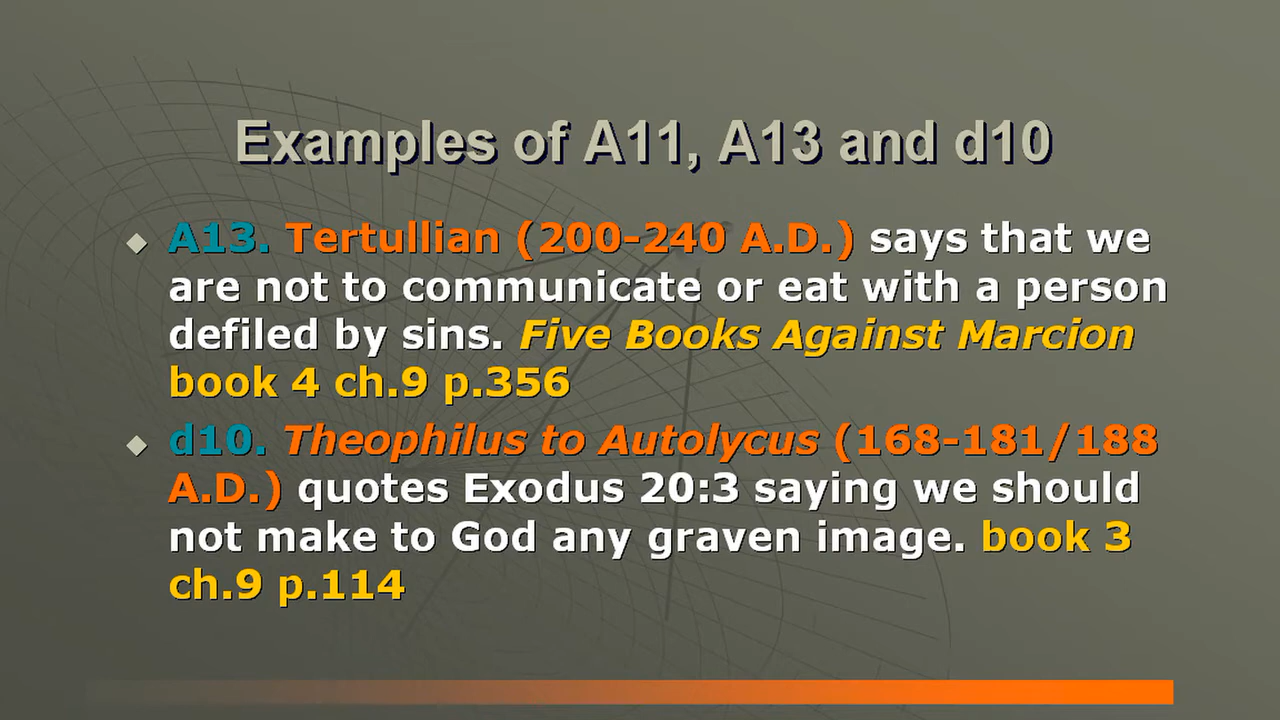 Examples of A11, A13 and d10
A13. Tertullian (200-240 A.D.) says that we
are not to communicate or eat with a person
defiled by sins. Five Books Against Marcion
book 4 ch.9 p.356
d10. Theophilus to Autolycus (168-181/188
A.D.) quotes Exodus 20:3 saying we should
not make to God any graven image. book 3
ch.9 p.114